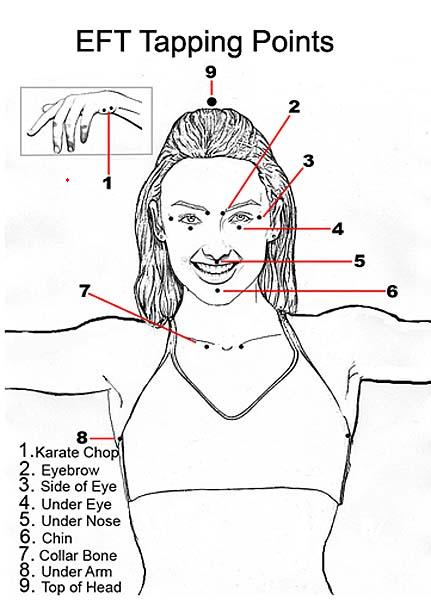 EFT Tapping Points
9
2
1
3
4
5
6
7
8
1.Karate Chop
2. Eyebrow
3. Side of Eye
4. Under Eye
5. Under Nose
6. Chin
7. Collar Bone
8. Under Arm
9. Top of Head